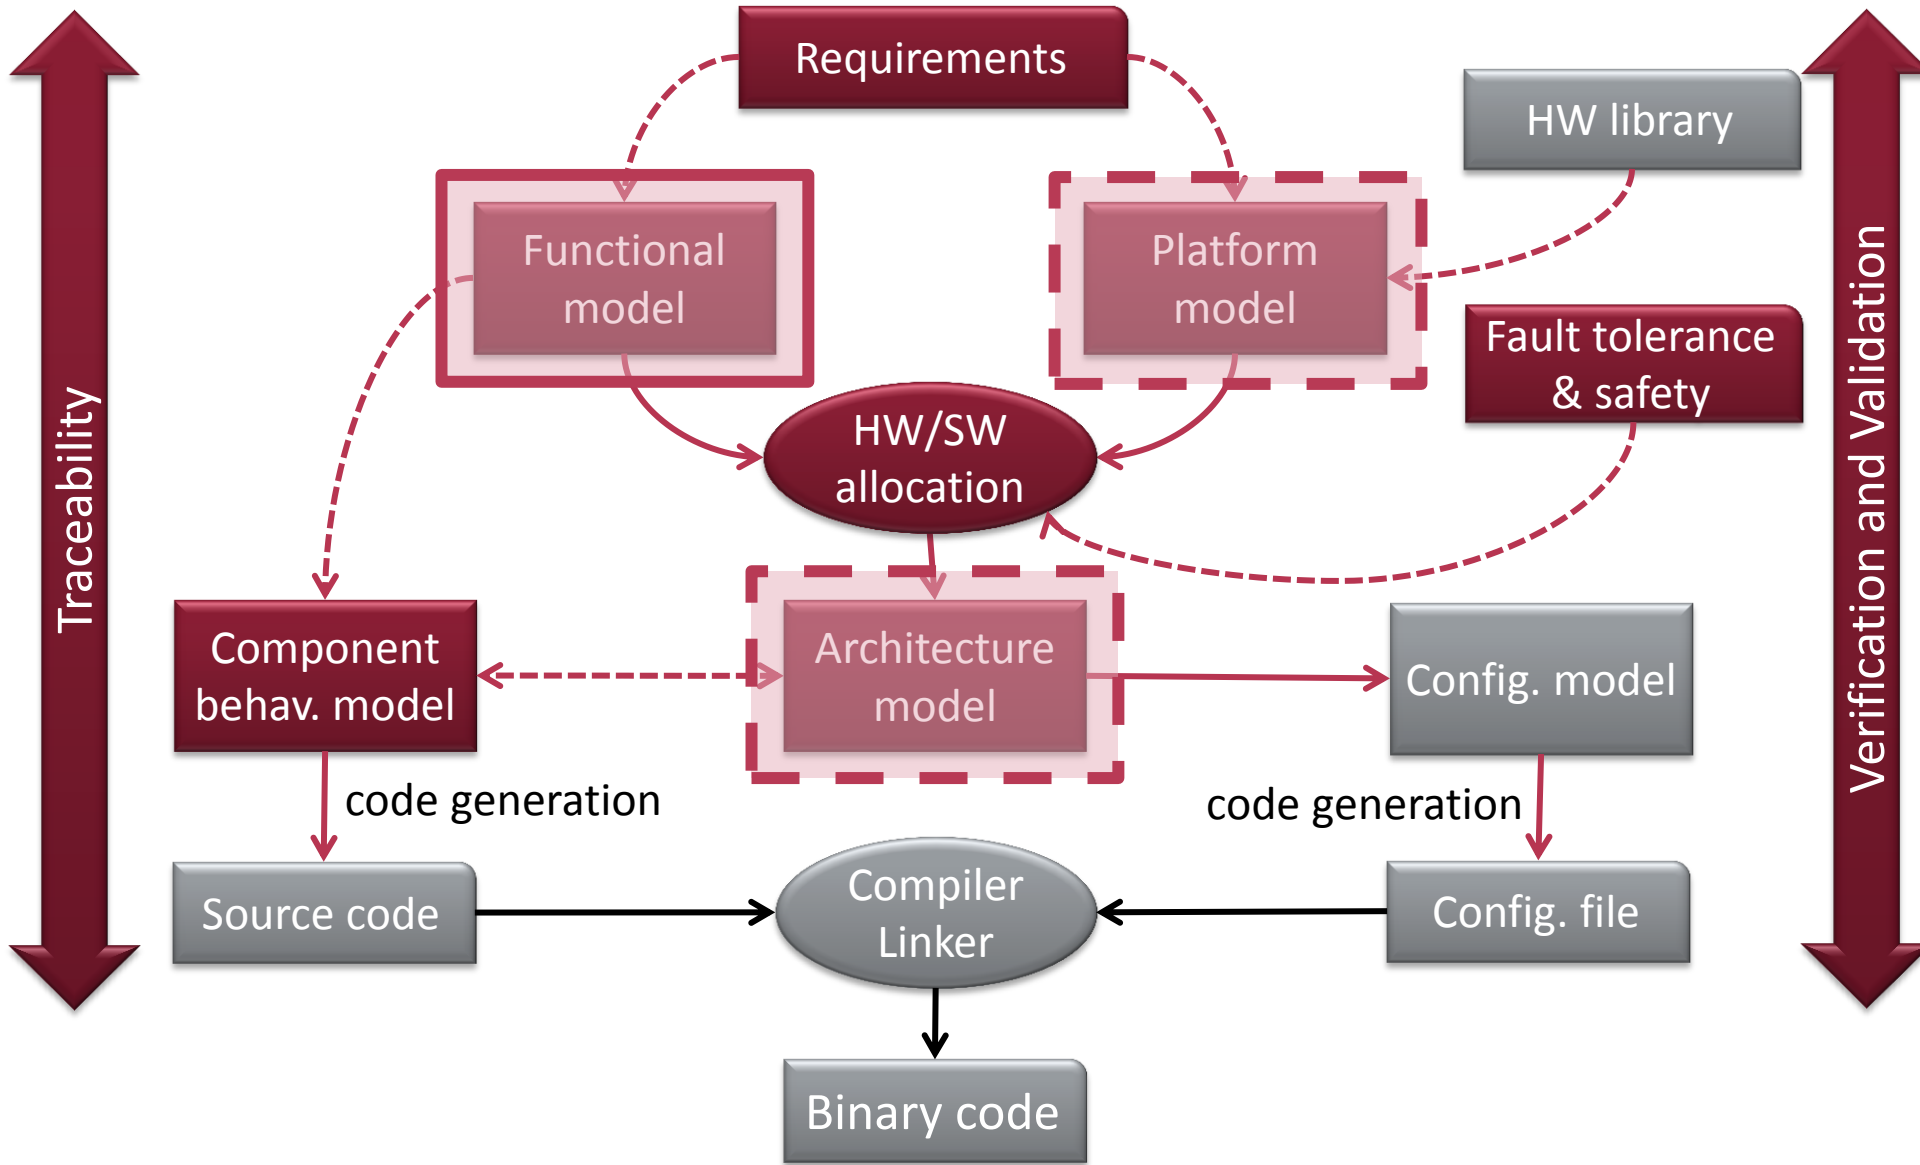 Requirements
HW library
Functional
model
Platform
model
Fault tolerance
& safety
HW/SW
allocation
Traceability
Verification and Validation
Component
behav. model
Architecture
model
Config. model
code generation
code generation
Source code
Compiler
Linker
Config. file
Binary code